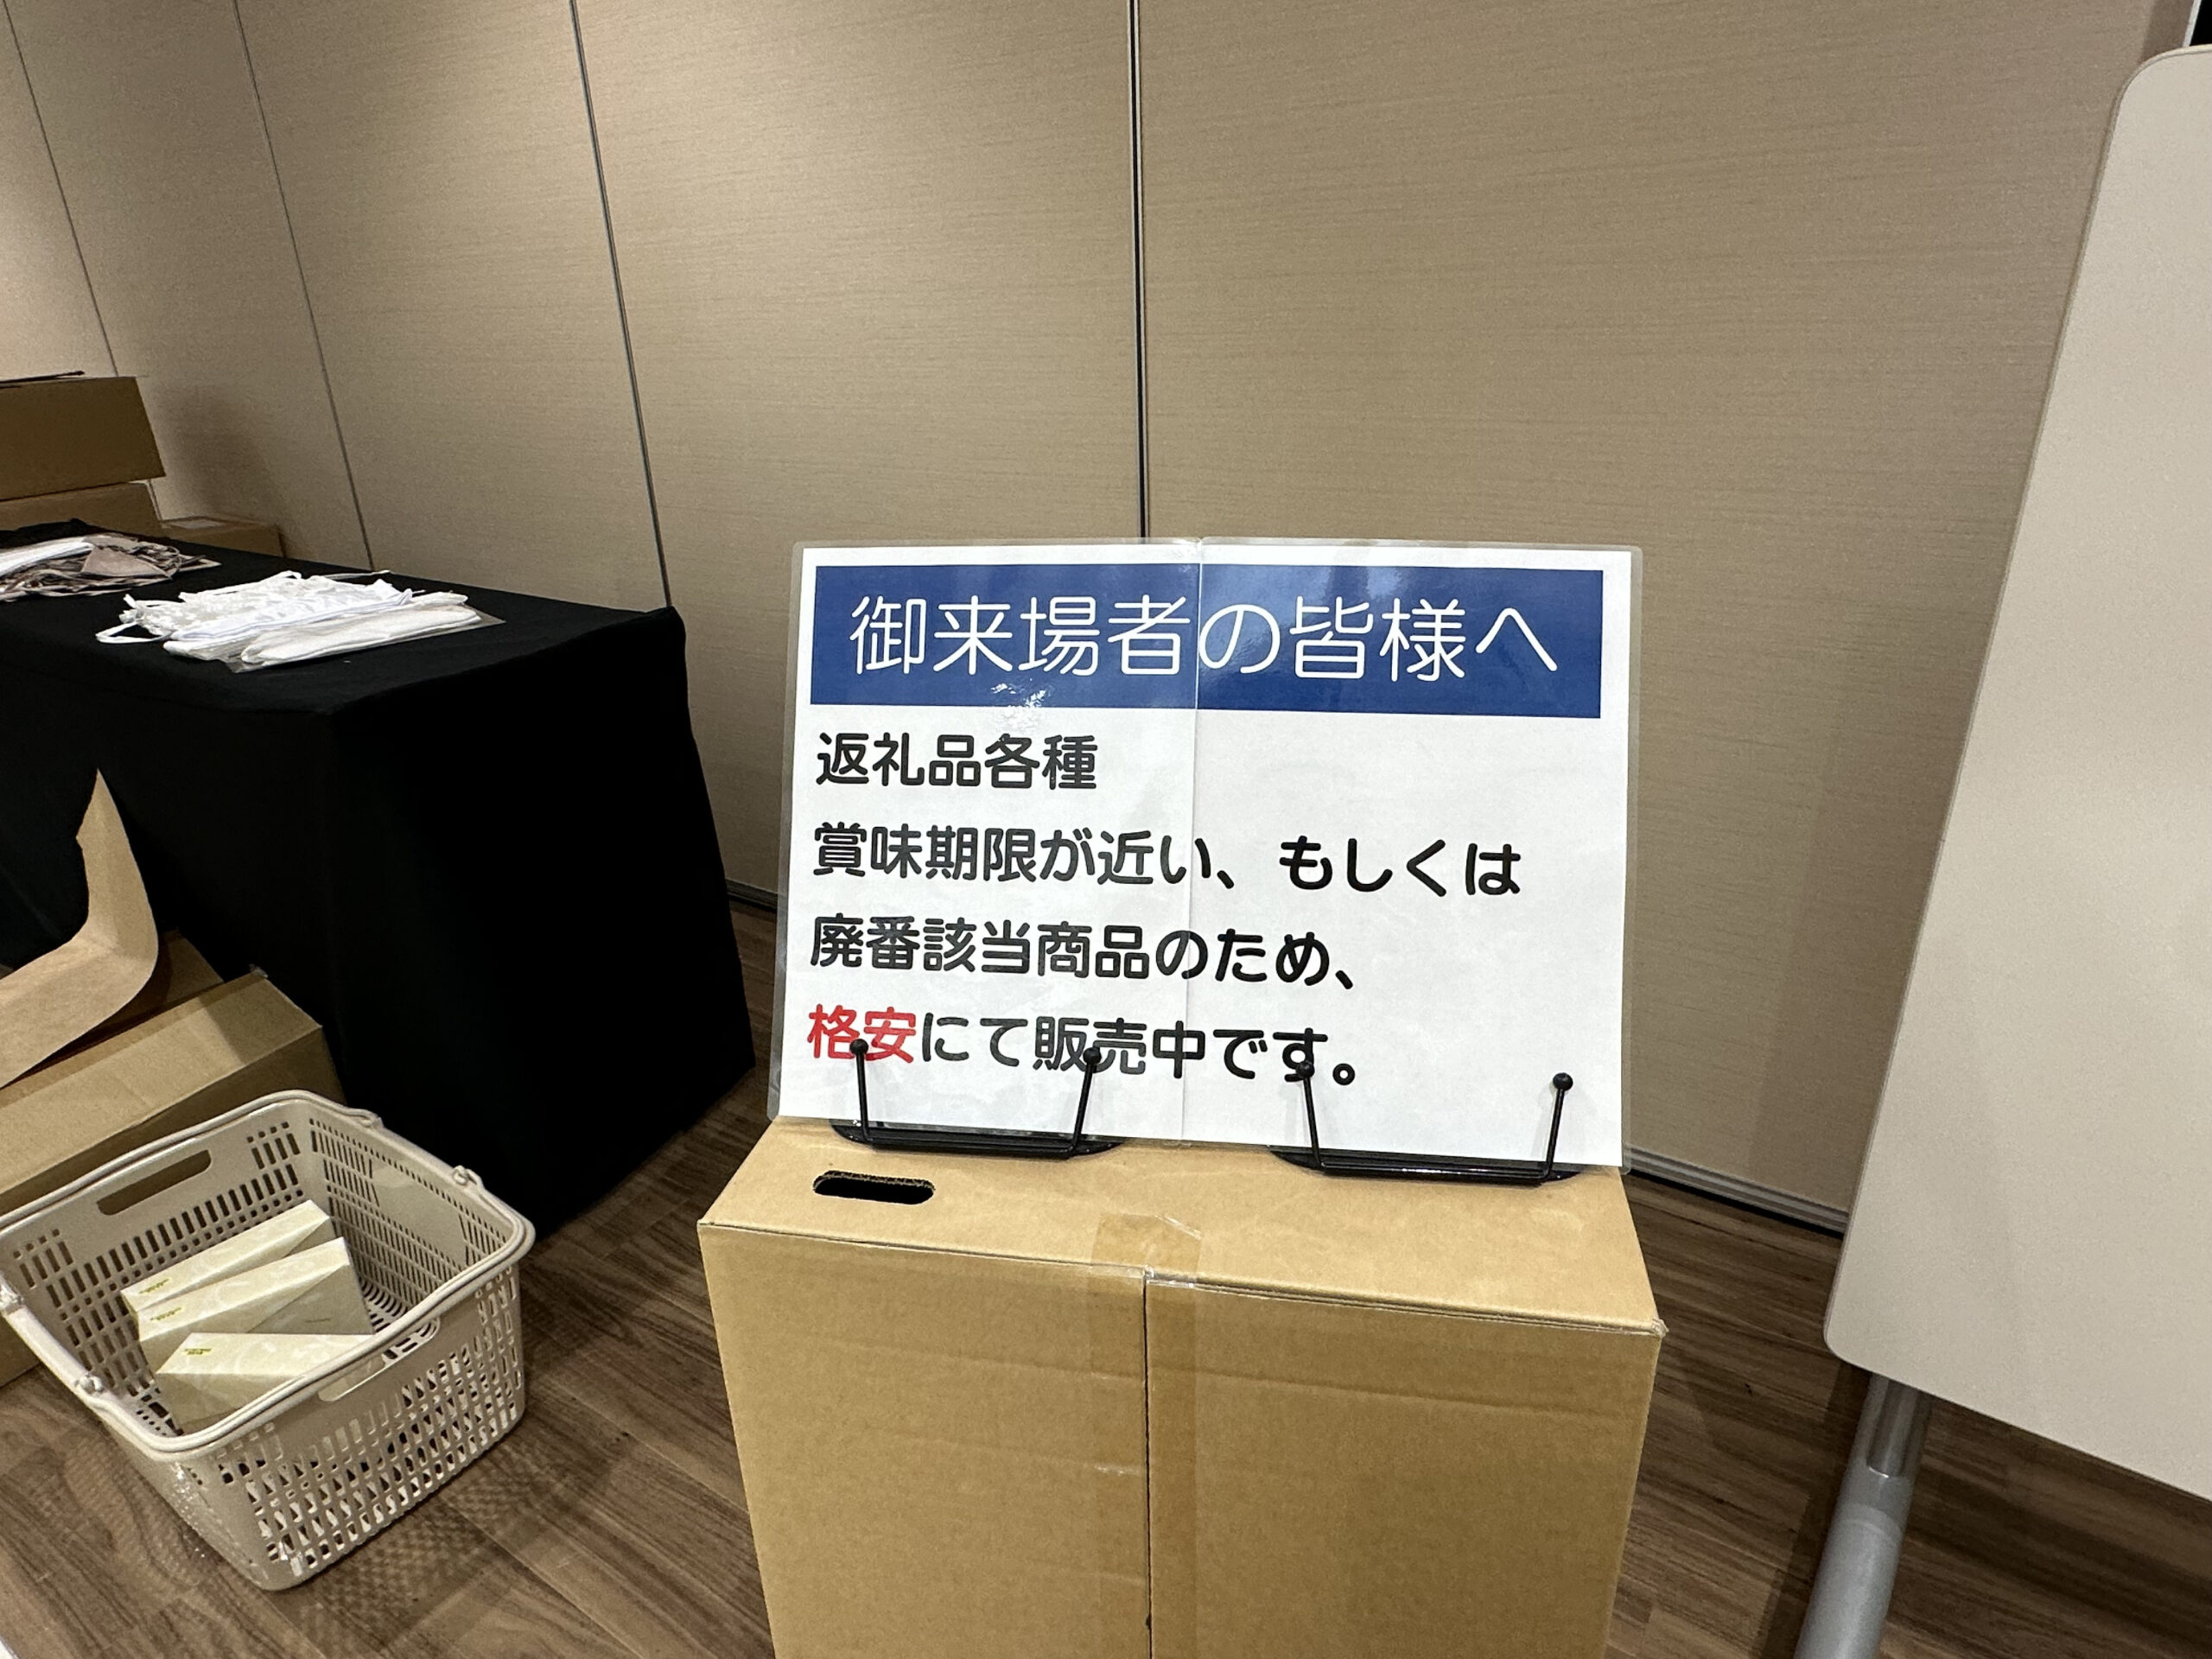 御来場者の皆様へ
返礼品各種
賞味期限が近い、もしくは
廃番該当商品のため、
格安にて販売中です。